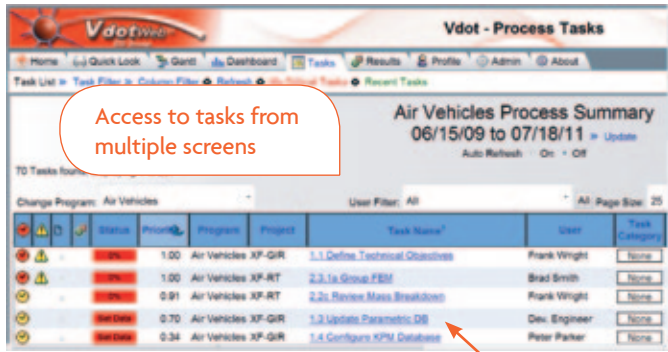 VdotWeb
Vdot - Process Tasks
Home Quick Look Gantt Dashboard Tasks Results Profile Admin About
Task List Task Filter Column Filter Refresh Tasks Recent Tasks
Access to tasks from
multiple screens
Air Vehicles Process Summary
06/15/09 to 07/18/11 » Update
Auto Refresh On Off
70 Tasks found
Change Program: Air Vehicles User Filter: All All Page Size: 25
Status Priority Program Project Task Name User Task Category
0% 1.00 Air Vehicles XF-GIR 1.1 Define Technical Objectives Frank Wright None
0% 1.00 Air Vehicles XF-RT 2.3.1a Group FEM Brad Smith None
0% 0.91 Air Vehicles XF-RT 2.2c Review Mass Breakdown Frank Wright None
Get Data 0.70 Air Vehicles XF-GIR 1.3 Update Parametric DB Dev. Engineer None
Get Data 0.34 Air Vehicles XF-GIR 1.4 Configure KPM Database Peter Parker None